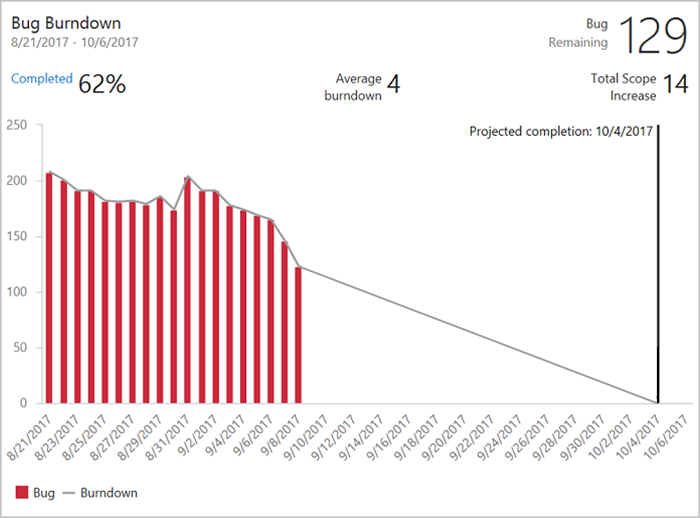 Bug Burndown
8/21/2017 - 10/6/2017
Bug
Remaining
129
Completed 62%
Average
burndown
4
Total Scope
Increase
14
250
Projected completion: 10/4/2017
200
150
100
50
0
8/21/2017
8/23/2017
8/25/2017
8/27/2017
8/29/2017
8/31/2017
9/2/2017
9/4/2017
9/6/2017
9/8/2017
9/10/2017
9/12/2017
9/14/2017
9/16/2017
9/18/2017
9/20/2017
9/22/2017
9/24/2017
9/26/2017
9/28/2017
9/30/2017
10/2/2017
10/4/2017
10/6/2017
Bug
Burndown